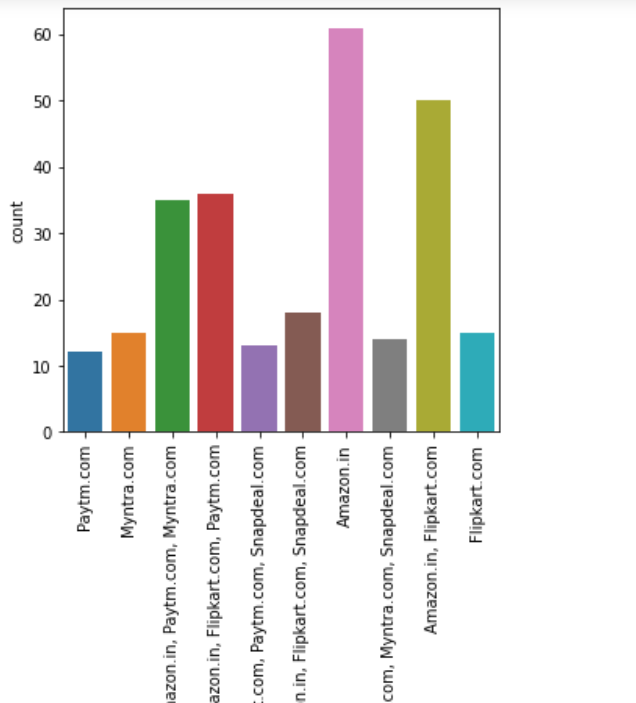 60
50
40
30
20
10
0
count
Paytm.com
Myntra.com
Paytm.com, Myntra.com
Flipkart.com, Paytm.com
Paytm.com, Snapdeal.com
Flipkart.com, Snapdeal.com
Amazon.in
Myntra.com, Snapdeal.com
Amazon.in, Flipkart.com
Flipkart.com